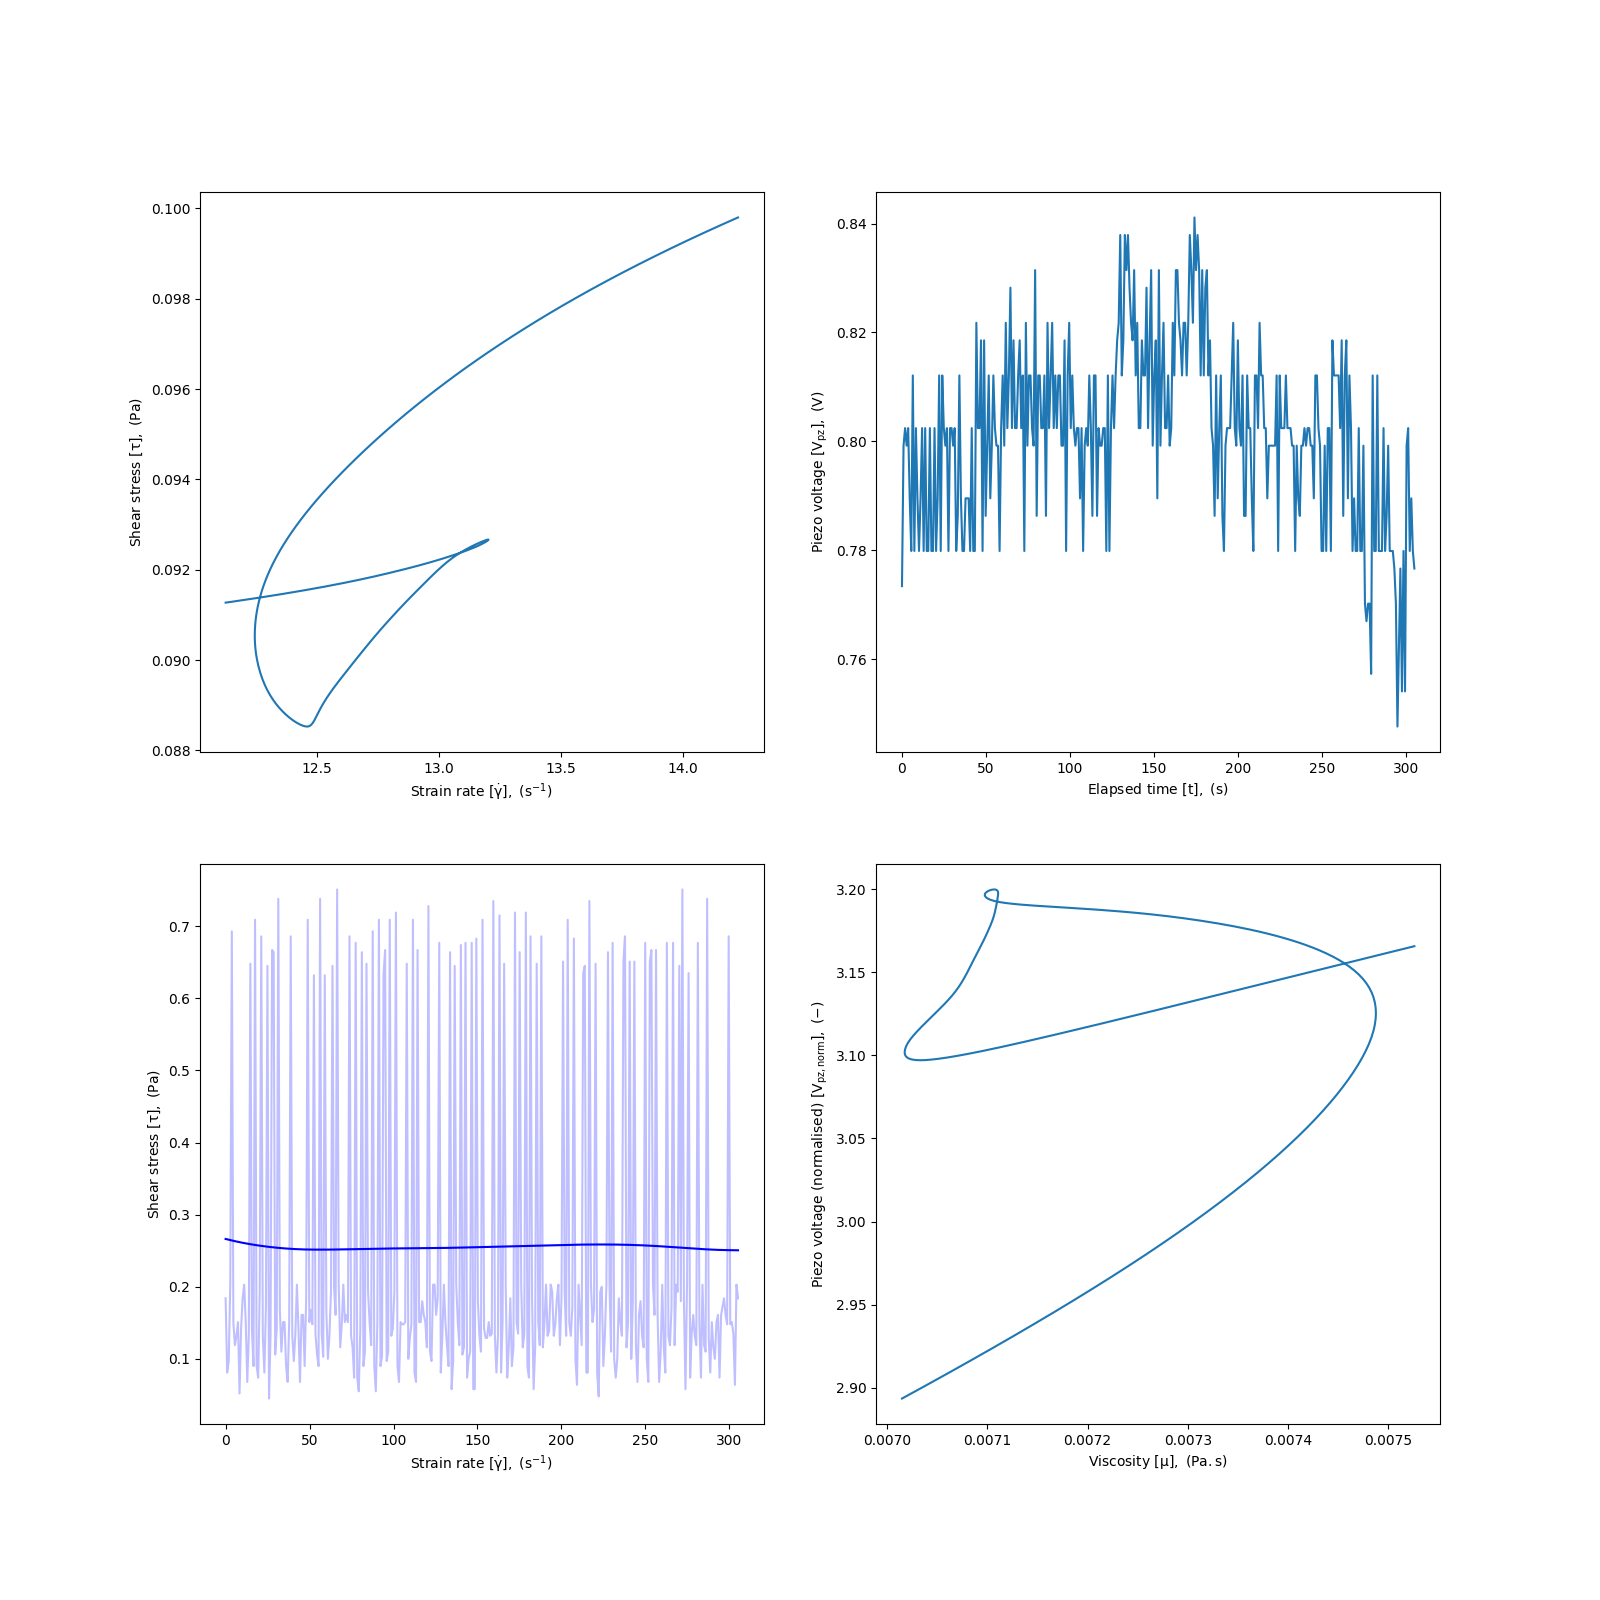 0.100
0.098
0.096
0.094
0.092
0.090
0.088
Shear stress [τ], (Pa)
12.5 13.0 13.5 14.0
Strain rate [γ̇], (s⁻¹)
0.84
0.82
0.80
0.78
0.76
Piezo voltage [Vpz], (V)
0 50 100 150 200 250 300
Elapsed time [t], (s)
0.7
0.6
0.5
0.4
0.3
0.2
0.1
Shear stress [τ], (Pa)
0 50 100 150 200 250 300
Strain rate [γ̇], (s⁻¹)
3.20
3.15
3.10
3.05
3.00
2.95
2.90
Piezo voltage (normalised) [Vpz,norm], (−)
0.0070 0.0071 0.0072 0.0073 0.0074 0.0075
Viscosity [μ], (Pa.s)